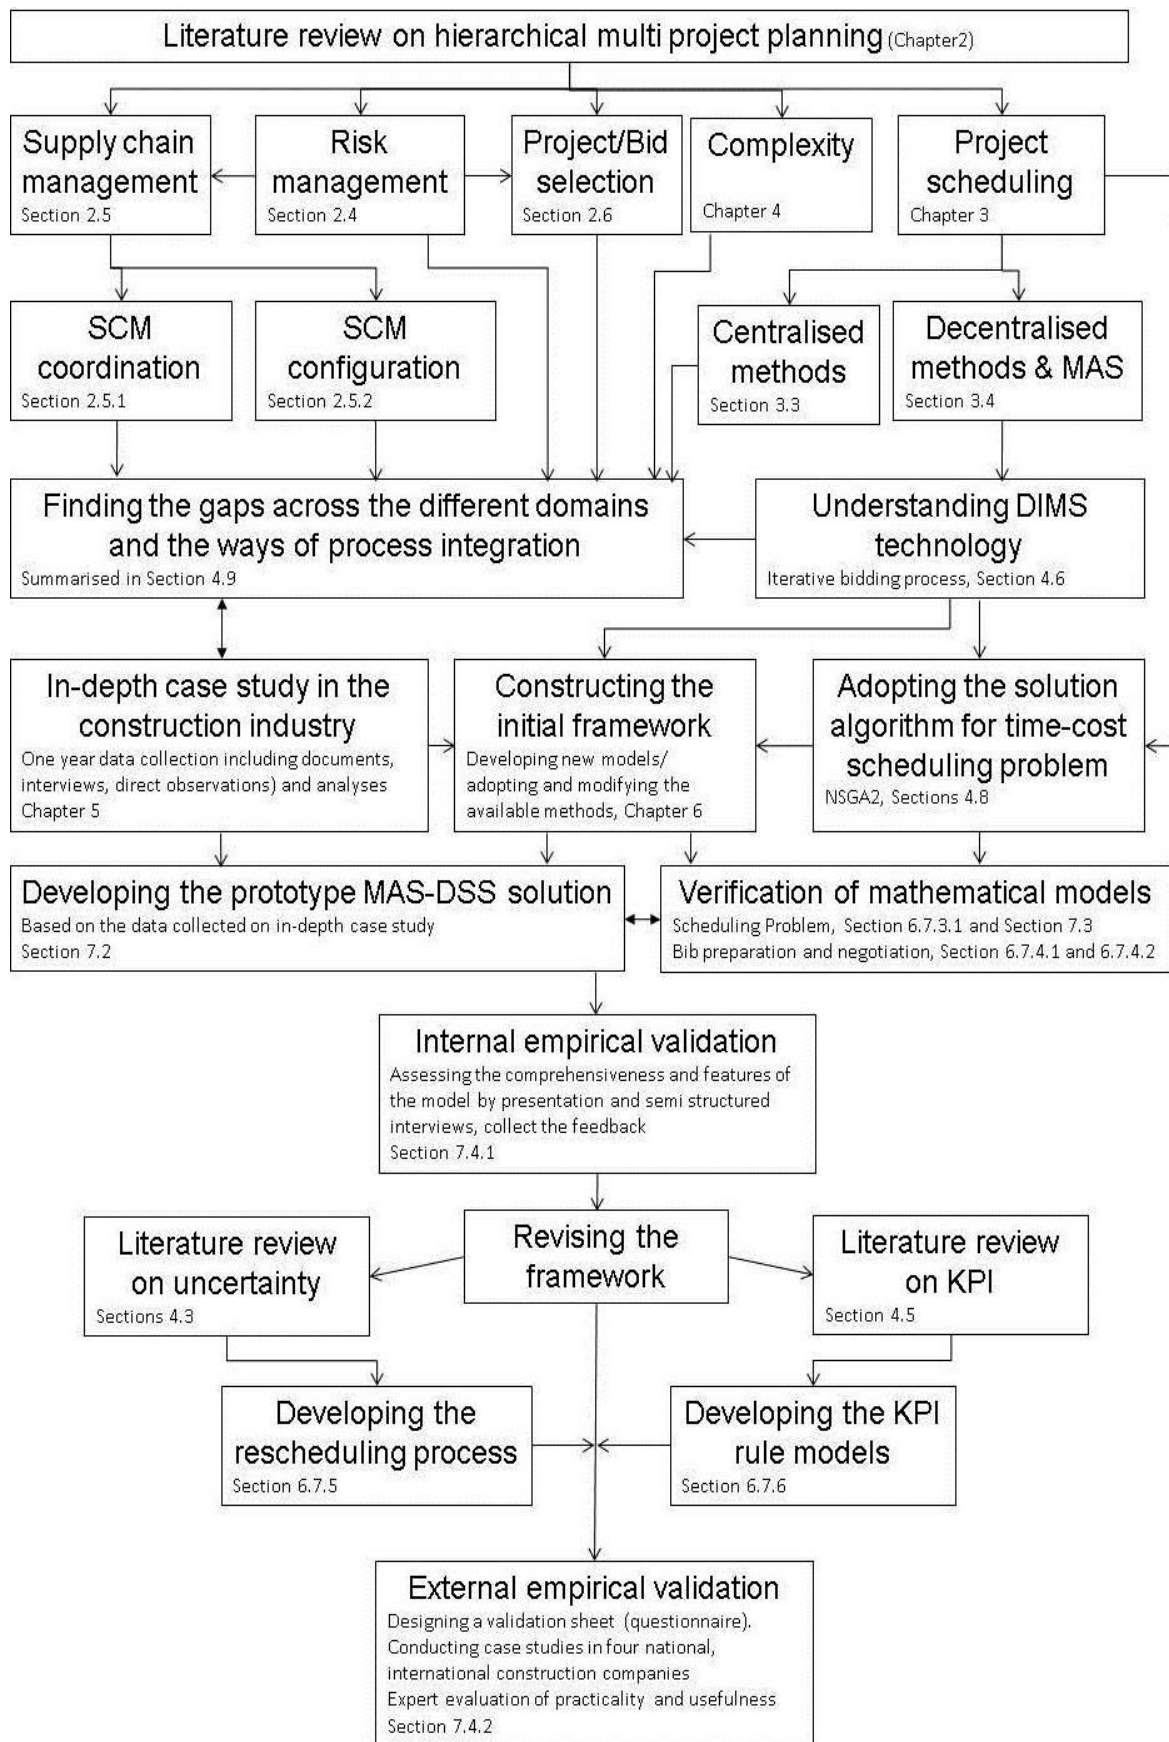 Literature review on hierarchical multi project planning (Chapter2)
Supply chain
management
Section 2.5
Risk
management
Section 2.4
Project/Bid
selection
Section 2.6
Complexity
Chapter 4
Project
scheduling
Chapter 3
SCM
coordination
Section 2.5.1
SCM
configuration
Section 2.5.2
Centralised
methods
Section 3.3
Decentralised
methods & MAS
Section 3.4
Finding the gaps across the different domains
and the ways of process integration
Summarised in Section 4.9
Understanding DIMS
technology
Iterative bidding process, Section 4.6
In-depth case study in the
construction industry
One year data collection including documents,
interviews, direct observations) and analyses
Chapter 5
Constructing the
initial framework
Developing new models/
adopting and modifying the
available methods, Chapter 6
Adopting the solution
algorithm for time-cost
scheduling problem
NSGA2, Sections 4.8
Developing the prototype MAS-DSS solution
Based on the data collected on in-depth case study
Section 7.2
Verification of mathematical models
Scheduling Problem, Section 6.7.3.1 and Section 7.3
Bib preparation and negotiation, Section 6.7.4.1 and 6.7.4.2
Internal empirical validation
Assessing the comprehensiveness and features of
the model by presentation and semi structured
interviews, collect the feedback
Section 7.4.1
Literature review
on uncertainty
Sections 4.3
Revising the
framework
Literature review
on KPI
Section 4.5
Developing the
rescheduling process
Section 6.7.5
Developing the KPI
rule models
Section 6.7.6
External empirical validation
Designing a validation sheet (questionnaire).
Conducting case studies in four national,
international construction companies
Expert evaluation of practicality and usefulness
Section 7.4.2